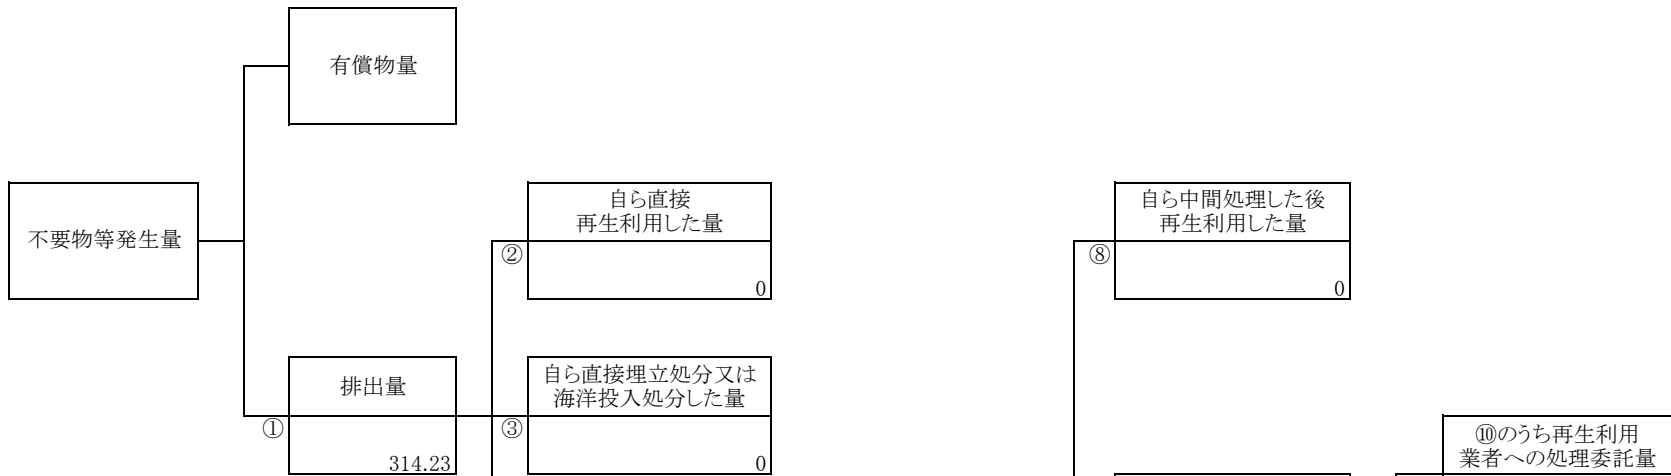 有償物量
不要物等発生量
自ら直接
再生利用した量
②
0
自ら中間処理した後
再生利用した量
⑧
0
排出量
①
314.23
自ら直接埋立処分又は
海洋投入処分した量
③
0
⑩のうち再生利用
業者への処理委託量